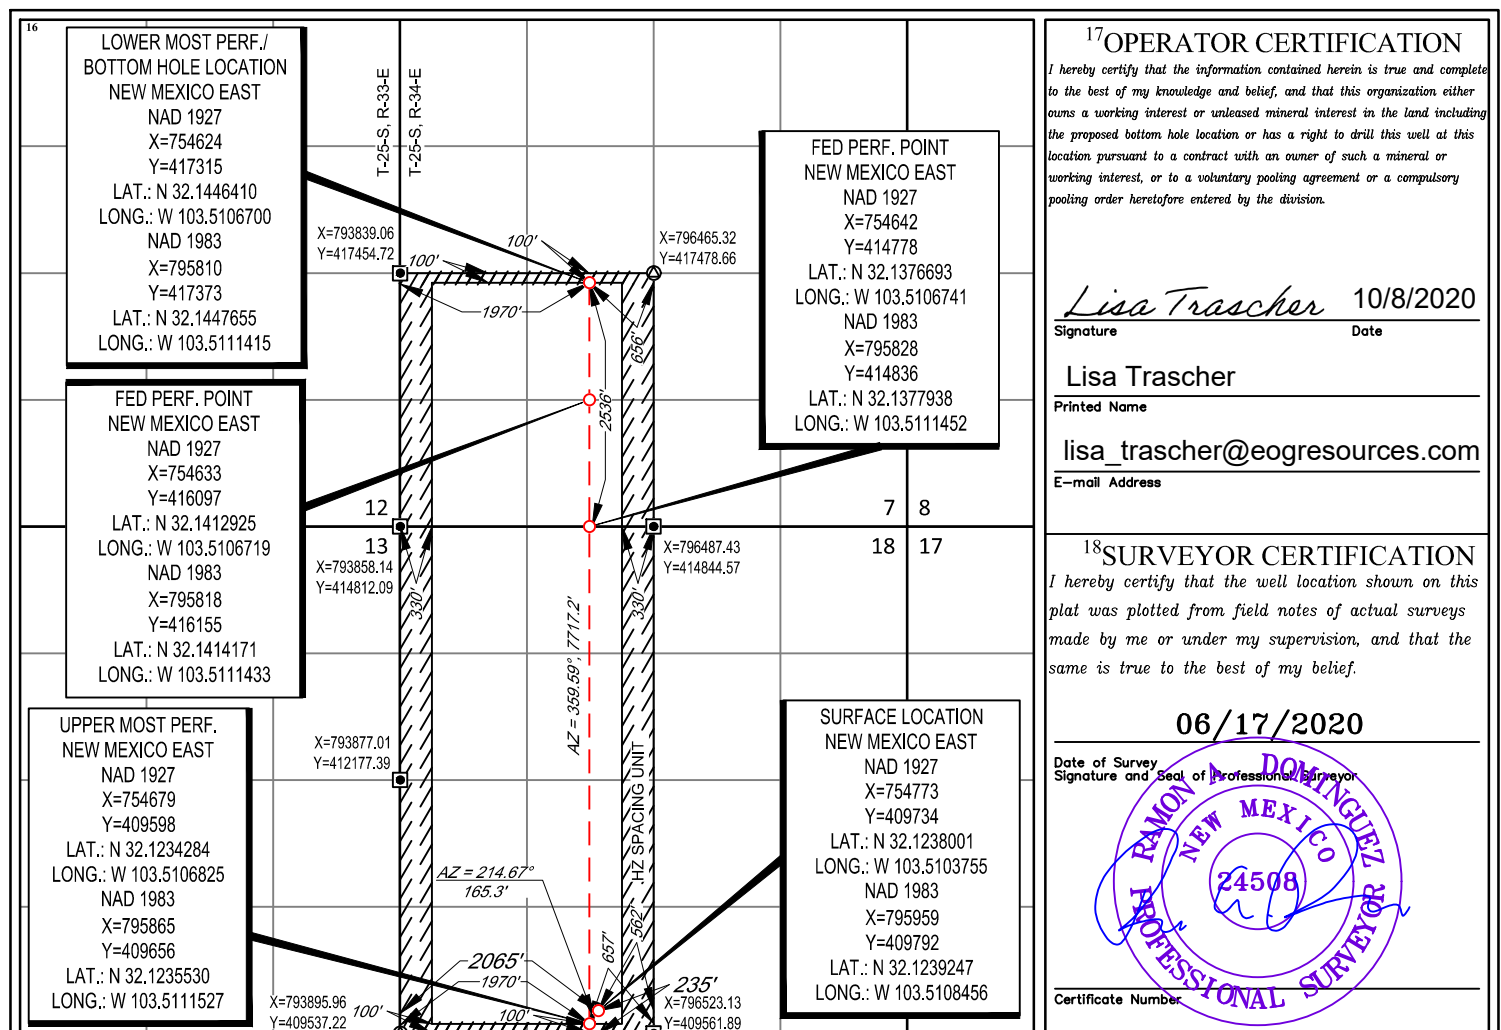 16
LOWER MOST PERF./
BOTTOM HOLE LOCATION
NEW MEXICO EAST
NAD 1927
X=754624
Y=417315
LAT.: N 32.1446410
LONG.: W 103.5106700
NAD 1983
X=795810
Y=417373
LAT.: N 32.1447655
LONG.: W 103.5111415
FED PERF. POINT
NEW MEXICO EAST
NAD 1927
X=754633
Y=416097
LAT.: N 32.1412925
LONG.: W 103.5106719
NAD 1983
X=795818
Y=416155
LAT.: N 32.1414171
LONG.: W 103.5111433
UPPER MOST PERF.
NEW MEXICO EAST
NAD 1927
X=754679
Y=409598
LAT.: N 32.1234284
LONG.: W 103.5106825
NAD 1983
X=795865
Y=409656
LAT.: N 32.1235530
LONG.: W 103.5111527
T-25-S, R-33-E
T-25-S, R-34-E
X=793839.06
Y=417454.72
100'
100'
X=796465.32
Y=417478.66
1970'
656'
2536'
12
13
7
8
18
17
X=793858.14
Y=414812.09
X=796487.43
Y=414844.57
330'
330'
AZ = 359.59°, 7717.2'
X=793877.01
Y=412177.39
HZ SPACING UNIT
AZ = 214.67°
165.3'
657'
562'
2065'
1970'
235'
100'
100'
X=793895.96
Y=409537.22
X=796523.13
Y=409561.89
FED PERF. POINT
NEW MEXICO EAST
NAD 1927
X=754642
Y=414778
LAT.: N 32.1376693
LONG.: W 103.5106741
NAD 1983
X=795828
Y=414836
LAT.: N 32.1377938
LONG.: W 103.5111452
SURFACE LOCATION
NEW MEXICO EAST
NAD 1927
X=754773
Y=409734
LAT.: N 32.1238001
LONG.: W 103.5103755
NAD 1983
X=795959
Y=409792
LAT.: N 32.1239247
LONG.: W 103.5108456
17OPERATOR CERTIFICATION
I hereby certify that the information contained herein is true and complete
to the best of my knowledge and belief, and that this organization either
owns a working interest or unleased mineral interest in the land including
the proposed bottom hole location or has a right to drill this well at this
location pursuant to a contract with an owner of such a mineral or
working interest, or to a voluntary pooling agreement or a compulsory
pooling order heretofore entered by the division.
Lisa Trascher 10/8/2020
Signature Date
Lisa Trascher
Printed Name
lisa_trascher@eogresources.com
E-mail Address
18SURVEYOR CERTIFICATION
I hereby certify that the well location shown on this
plat was plotted from field notes of actual surveys
made by me or under my supervision, and that the
same is true to the best of my belief.
06/17/2020
Date of Survey
Signature and Seal of Professional Surveyor
RAMON A. DOMINGUEZ
NEW MEXICO
24508
PROFESSIONAL SURVEYOR
Certificate Number